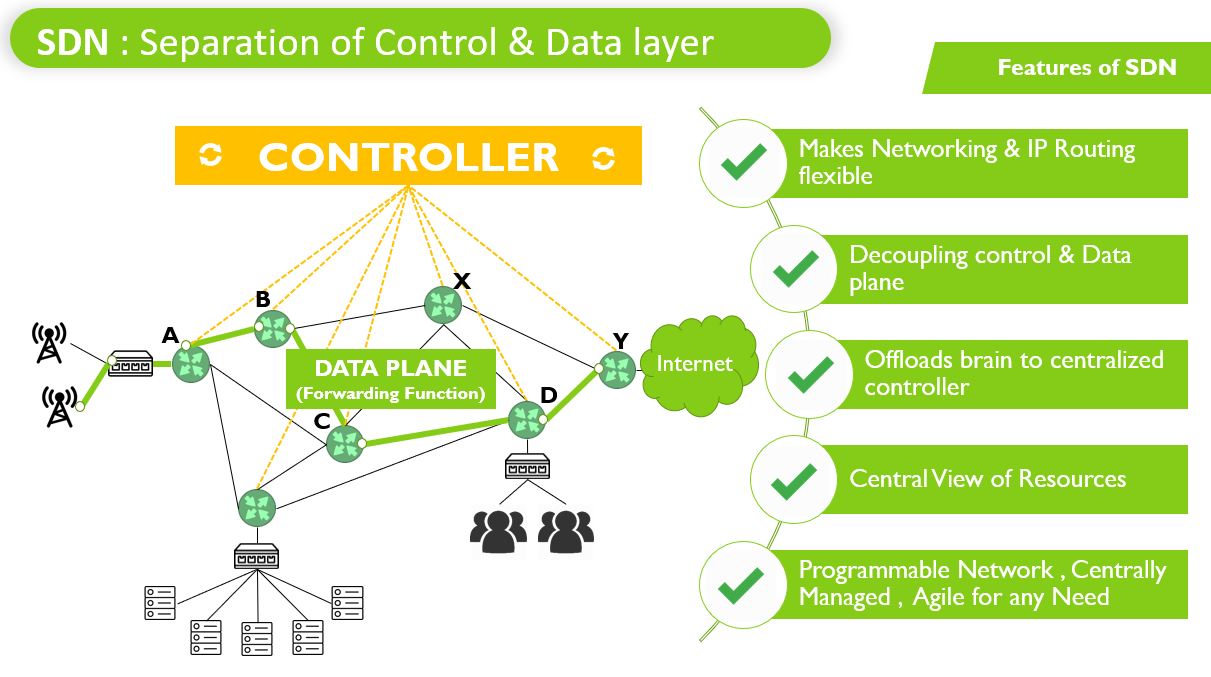 SDN : Separation of Control & Data layer
Features of SDN
CONTROLLER
A
B
X
Y
C
D
DATA PLANE
(Forwarding Function)
Internet
Makes Networking & IP Routing
flexible
Decoupling control & Data
plane
Offloads brain to centralized
controller
Central View of Resources
Programmable Network , Centrally
Managed , Agile for any Need